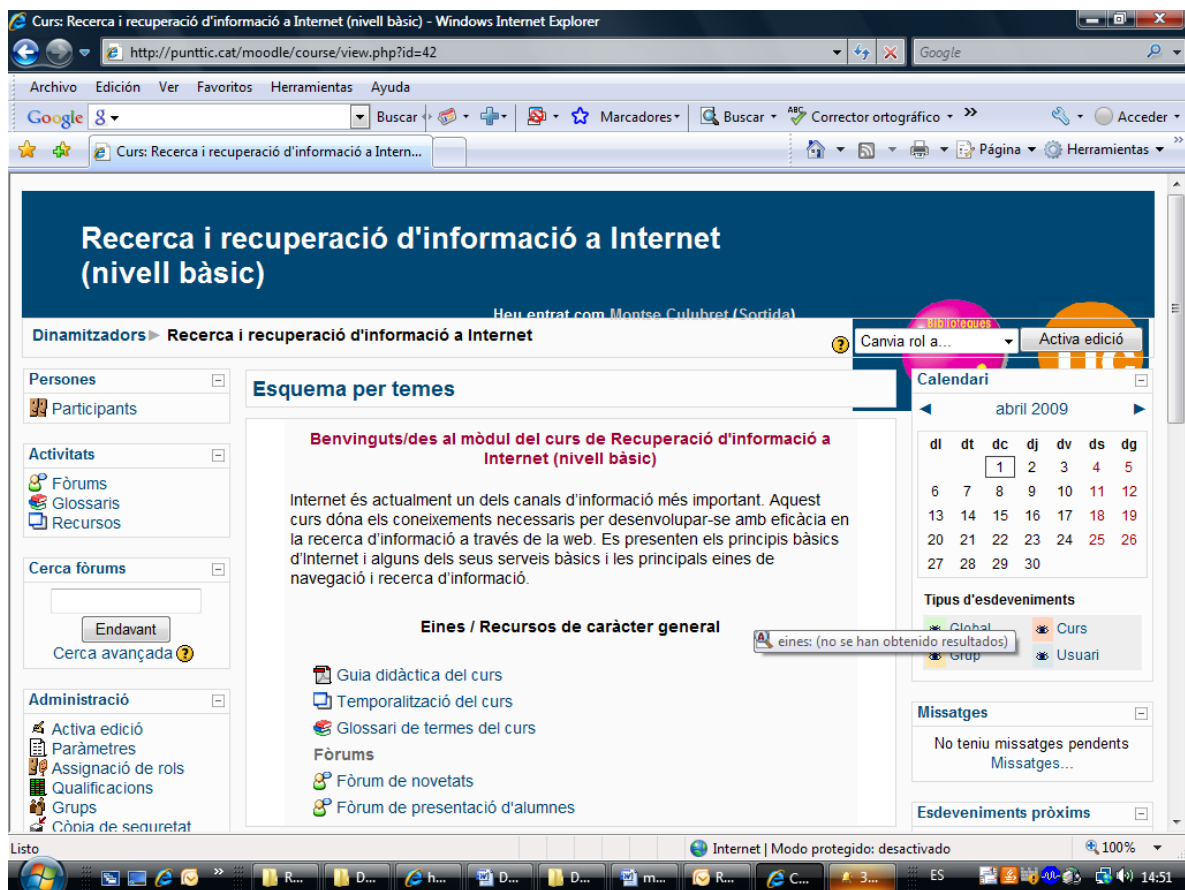 Curs: Recerca i recuperació d'informació a Internet (nivell bàsic) - Windows Internet Explorer
http://punttic.cat/moodle/course/view.php?id=42
Google
Archivo Edición Ver Favoritos Herramientas Ayuda
Google Buscar Marcadores Buscar Corrector ortográfico Acceder
Curs: Recerca i recuperació d'informació a Intern... Página Herramientas
Recerca i recuperació d'informació a Internet
(nivell bàsic)
Heu entrat com Montse Culubret (Sortida)
Biblioteques
Dinamitzadors Recerca i recuperació d'informació a Internet
Canvia rol a... Activa edició
Persones
Participants
Activitats
Fòrums
Glossaris
Recursos
Cerca fòrums
Endavant
Cerca avançada
Administració
Activa edició
Paràmetres
Assignació de rols
Qualificacions
Grups
Còpia de seguretat
Esquema per temes
Benvinguts/des al mòdul del curs de Recuperació d'informació a
Internet (nivell bàsic)
Internet és actualment un dels canals d'informació més important. Aquest
curs dóna els coneixements necessaris per desenvolupar-se amb eficàcia en
la recerca d'informació a través de la web. Es presenten els principis bàsics
d'Internet i alguns dels seus serveis bàsics i les principals eines de
navegació i recerca d'informació.
Eines / Recursos de caràcter general
eines: (no se han obtenido resultados)
Guia didàctica del curs
Temporalització del curs
Glossari de termes del curs
Fòrums
Fòrum de novetats
Fòrum de presentació d'alumnes
Calendari
abril 2009
dl dt dc dj dv ds dg
1 2 3 4 5
6 7 8 9 10 11 12
13 14 15 16 17 18 19
20 21 22 23 24 25 26
27 28 29 30
Tipus d'esdeveniments
Global Curs
Grup Usuari
Missatges
No teniu missatges pendents
Missatges...
Esdeveniments pròxims
Listo Internet | Modo protegido: desactivado 100%
R... D... h... D... D... m... R... C... 3... ES 14:51